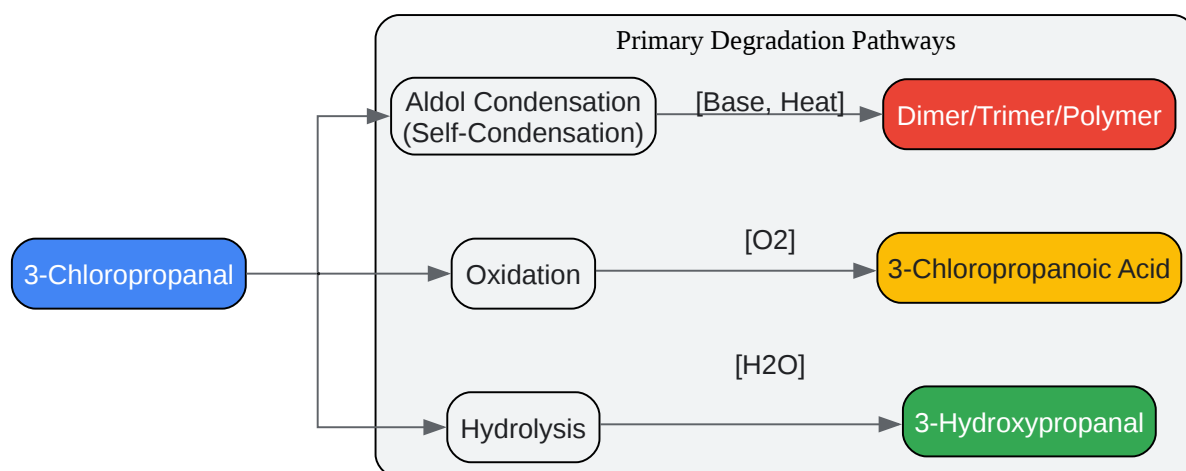 Primary Degradation Pathways
Aldol Condensation
(Self-Condensation)
[Base, Heat]
Dimer/Trimer/Polymer
3-Chloropropanal
Oxidation
[O2]
3-Chloropropanoic Acid
Hydrolysis
[H2O]
3-Hydroxypropanal